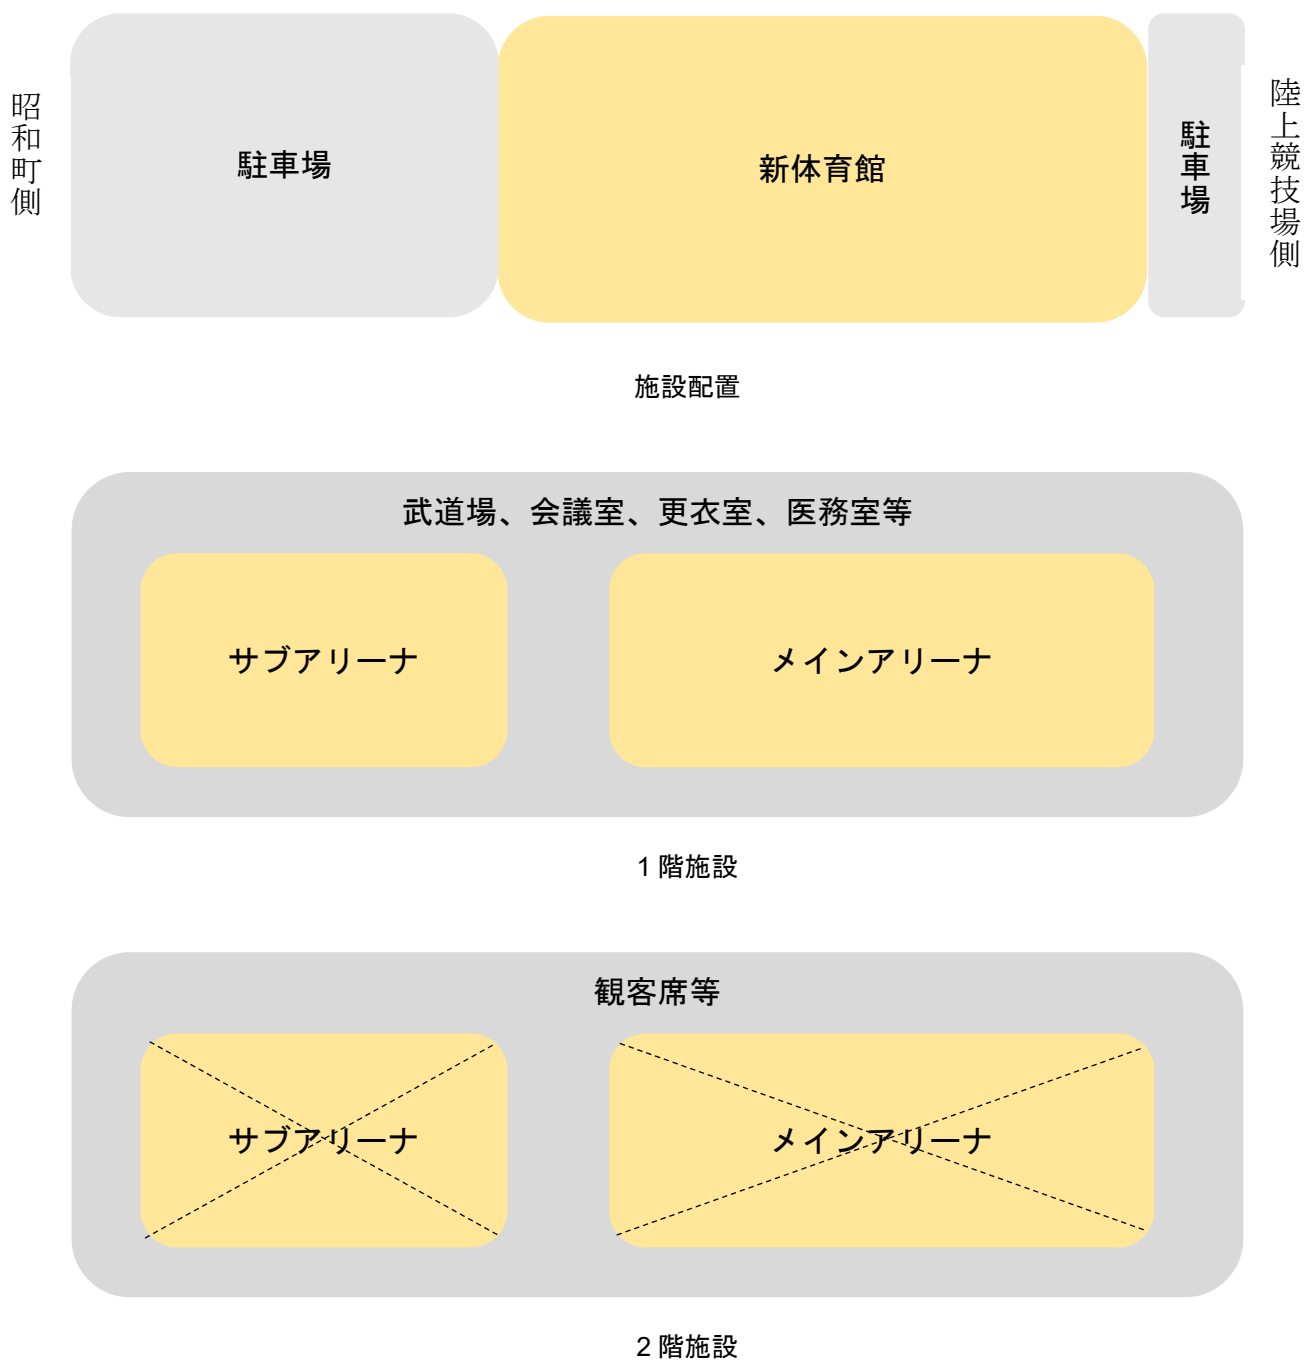 昭和町側
駐車場
新体育館
駐車場
陸上競技場側
施設配置
武道場、会議室、更衣室、医務室等
サブアリーナ
メインアリーナ
1 階施設
観客席等
サブアリーナ
メインアリーナ
2 階施設